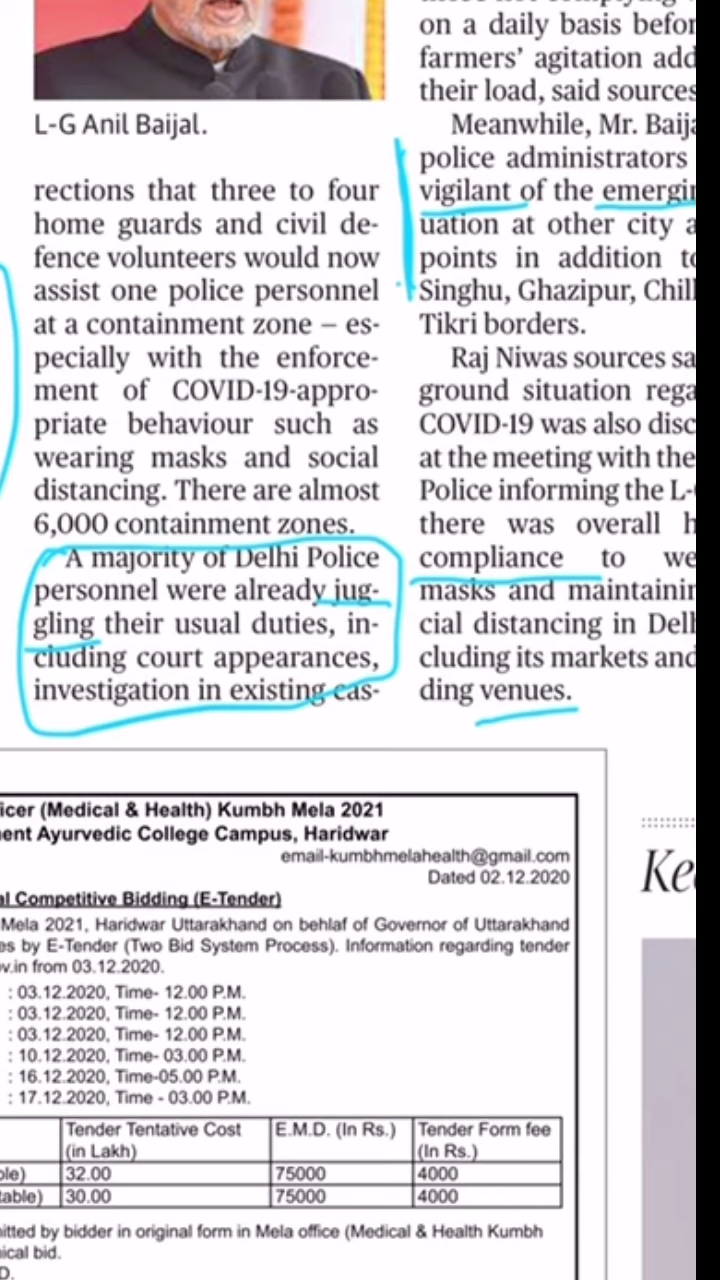 L-G Anil Baijal.
rections that three to four
home guards and civil de-
fence volunteers would now
assist one police personnel
at a containment zone – es-
pecially with the enforce-
ment of COVID-19-appro-
priate behaviour such as
wearing masks and social
distancing. There are almost
6,000 containment zones.
A majority of Delhi Police
personnel were already jug-
gling their usual duties, in-
cluding court appearances,
investigation in existing cas-
on a daily basis befor
farmers' agitation add
their load, said sources
Meanwhile, Mr. Baija
police administrators
vigilant of the emergin
uation at other city a
points in addition to
Singhu, Ghazipur, Chill
Tikri borders.
Raj Niwas sources sa
ground situation rega
COVID-19 was also disc
at the meeting with the
Police informing the L-
there was overall h
compliance to we
masks and maintainin
cial distancing in Delh
cluding its markets and
ding venues.
icer (Medical & Health) Kumbh Mela 2021
ent Ayurvedic College Campus, Haridwar
email-kumbhmelahealth@gmail.com
Dated 02.12.2020
al Competitive Bidding (E-Tender)
Mela 2021, Haridwar Uttarakhand on behlaf of Governor of Uttarakhand
es by E-Tender (Two Bid System Process). Information regarding tender
v.in from 03.12.2020.
: 03.12.2020, Time- 12.00 P.M.
: 03.12.2020, Time- 12.00 P.M.
: 03.12.2020, Time- 12.00 P.M.
: 10.12.2020, Time- 03.00 P.M.
: 16.12.2020, Time-05.00 P.M.
: 17.12.2020, Time - 03.00 P.M.
Tender Tentative Cost (in Lakh) E.M.D. (In Rs.) Tender Form fee (In Rs.)
ole) 32.00 75000 4000
table) 30.00 75000 4000
itted by bidder in original form in Mela office (Medical & Health Kumbh
nical bid.
D.
Ke